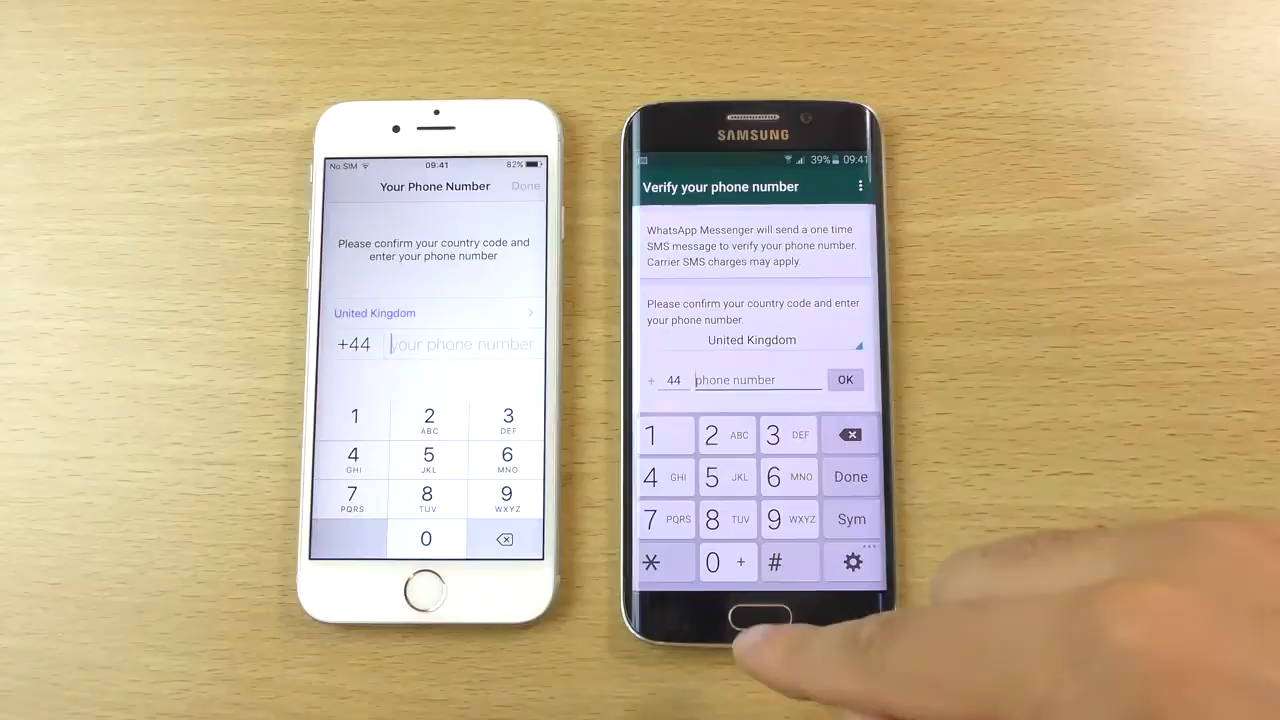 No SIM 09:41 82%
Your Phone Number Done
Please confirm your country code and
enter your phone number
United Kingdom
+44 your phone number
1 2 3
ABC DEF
4 5 6
GHI JKL MNO
7 8 9
PQRS TUV WXYZ
0
SAMSUNG
39% 09:41
Verify your phone number
WhatsApp Messenger will send a one time
SMS message to verify your phone number.
Carrier SMS charges may apply.
Please confirm your country code and enter
your phone number.
United Kingdom
+ 44 phone number OK
1 2 ABC 3 DEF
4 GHI 5 JKL 6 MNO Done
7 PQRS 8 TUV 9 WXYZ Sym
* 0 + # ...